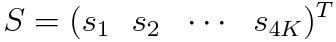 S = (s_1 s_2 ⋯ s_{4K})^T